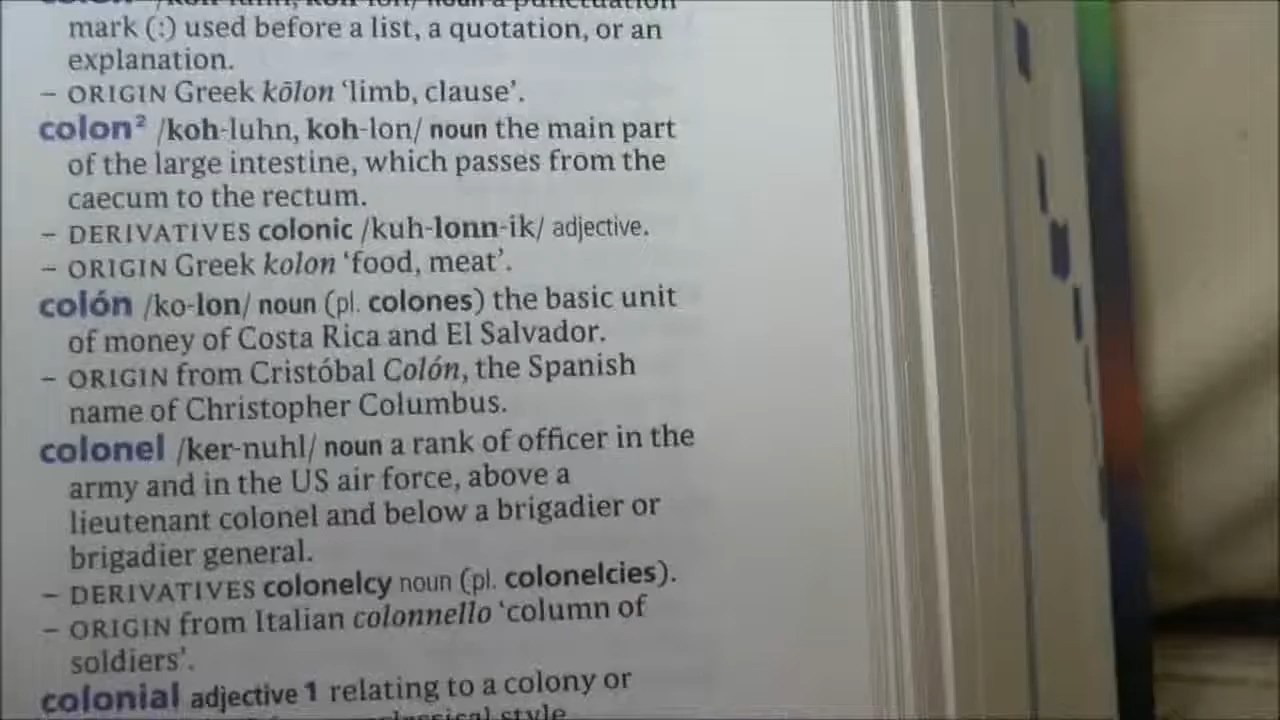 mark (:) used before a list, a quotation, or an
explanation.
– ORIGIN Greek kōlon ‘limb, clause’.
colon² /koh-luhn, koh-lon/ noun the main part
of the large intestine, which passes from the
caecum to the rectum.
– DERIVATIVES colonic /kuh-lonn-ik/ adjective.
– ORIGIN Greek kolon ‘food, meat’.
colón /ko-lon/ noun (pl. colones) the basic unit
of money of Costa Rica and El Salvador.
– ORIGIN from Cristóbal Colón, the Spanish
name of Christopher Columbus.
colonel /ker-nuhl/ noun a rank of officer in the
army and in the US air force, above a
lieutenant colonel and below a brigadier or
brigadier general.
– DERIVATIVES colonelcy noun (pl. colonelcies).
– ORIGIN from Italian colonnello ‘column of
soldiers’.
colonial adjective 1 relating to a colony or
classical style